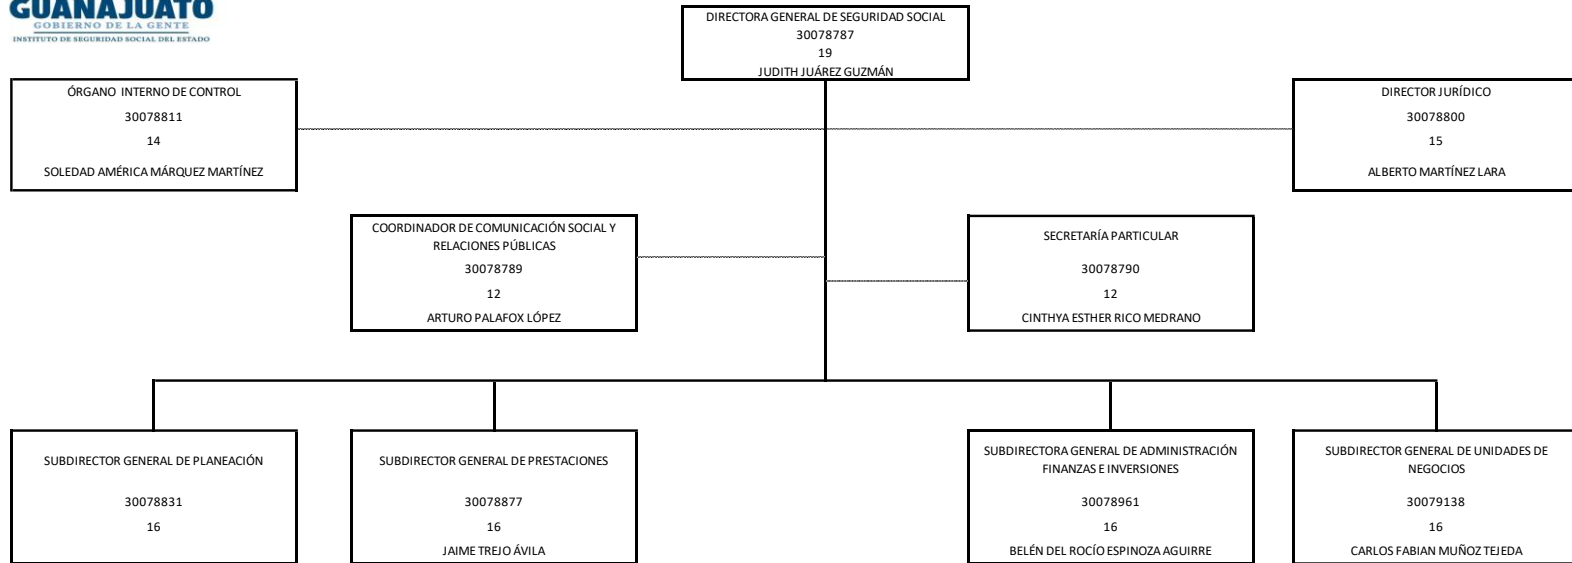 GUANAJUATO
GOBIERNO DE LA GENTE
INSTITUTO DE SEGURIDAD SOCIAL DEL ESTADO
DIRECTORA GENERAL DE SEGURIDAD SOCIAL
30078787
19
JUDITH JUÁREZ GUZMÁN
ÓRGANO INTERNO DE CONTROL
30078811
14
SOLEDAD AMÉRICA MÁRQUEZ MARTÍNEZ
DIRECTOR JURÍDICO
30078800
15
ALBERTO MARTÍNEZ LARA
COORDINADOR DE COMUNICACIÓN SOCIAL Y
RELACIONES PÚBLICAS
30078789
12
ARTURO PALAFOX LÓPEZ
SECRETARÍA PARTICULAR
30078790
12
CINTHYA ESTHER RICO MEDRANO
SUBDIRECTOR GENERAL DE PLANEACIÓN
30078831
16
SUBDIRECTOR GENERAL DE PRESTACIONES
30078877
16
JAIME TREJO ÁVILA
SUBDIRECTORA GENERAL DE ADMINISTRACIÓN
FINANZAS E INVERSIONES
30078961
16
BELÉN DEL ROCÍO ESPINOZA AGUIRRE
SUBDIRECTOR GENERAL DE UNIDADES DE
NEGOCIOS
30079138
16
CARLOS FABIAN MUÑOZ TEJEDA